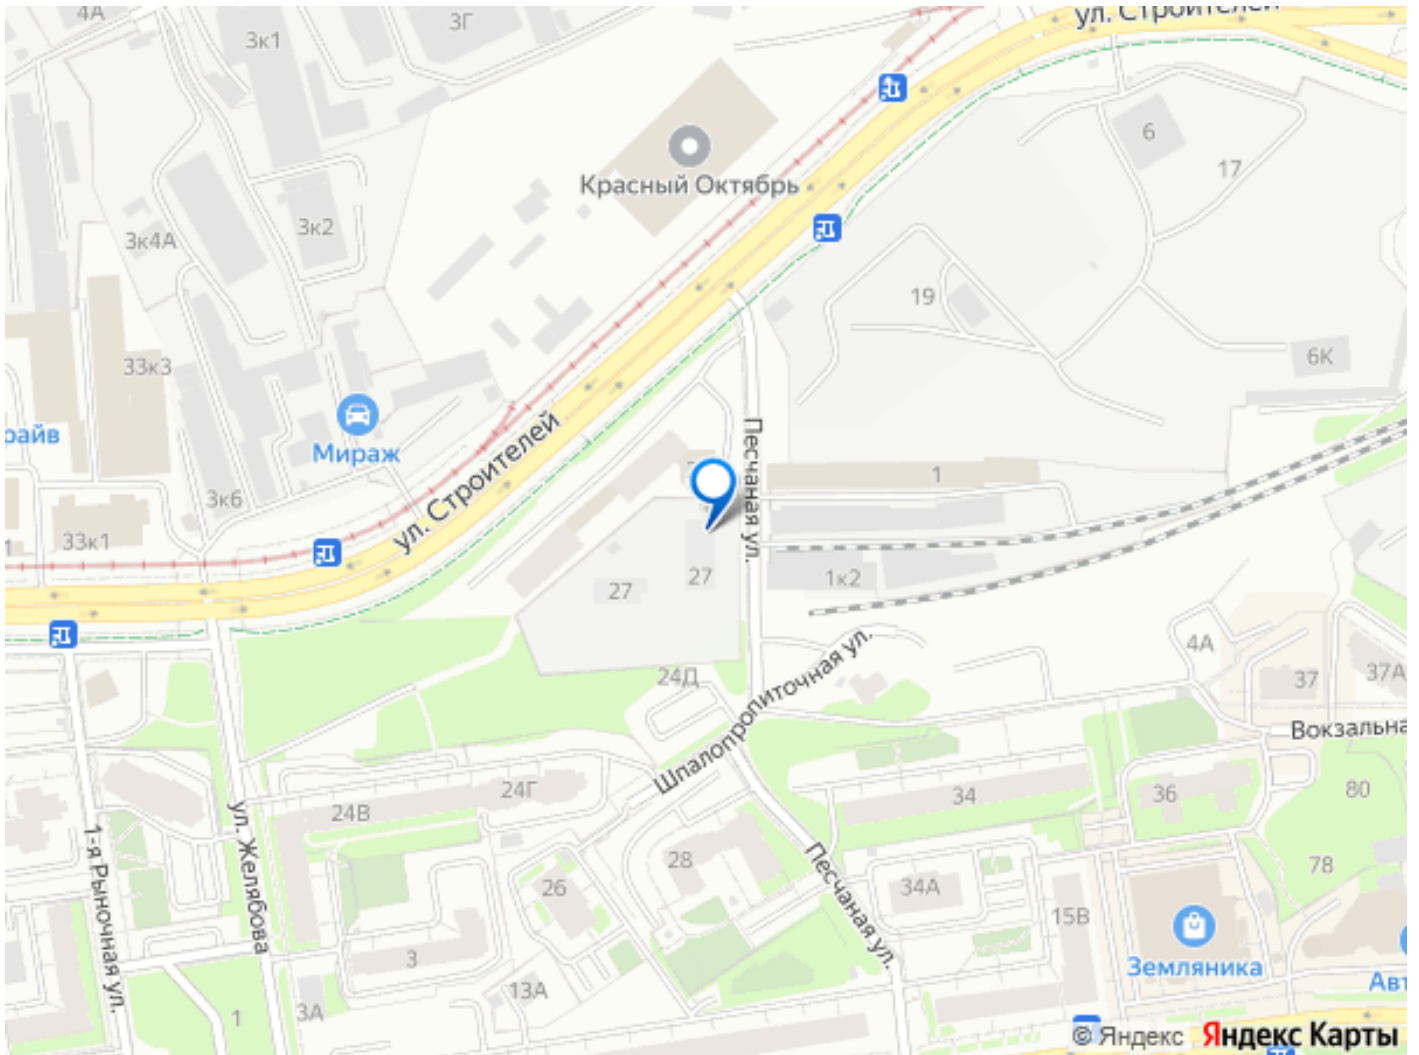 4А
3Г
ул. Строителей
3к1
6
17
Красный Октябрь
3к2
3к4А
19
6К
33к3
Мираж
райв
Песчаная ул.
1
3к6
ул. Строителей
33к1
1
27
27
1к2
Шпалопропиточная ул.
4А
24Д
37
37А
Вокзальна
24Г
24В
34
36
80
1-я Рыночная ул.
ул. Желябова
28
26
34А
Песчаная ул.
78
15В
3
13А
3А
1
Земляника
Авт
© Яндекс Яндекс Карты